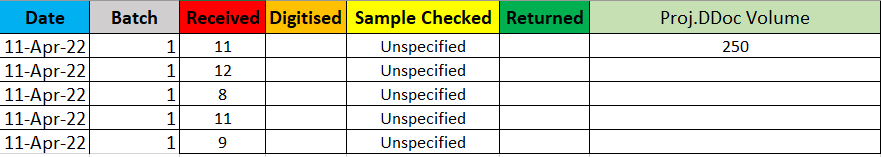 Date Batch Received Digitised Sample Checked Returned Proj.DDoc Volume
11-Apr-22 1 11 Unspecified 250
11-Apr-22 1 12 Unspecified
11-Apr-22 1 8 Unspecified
11-Apr-22 1 11 Unspecified
11-Apr-22 1 9 Unspecified